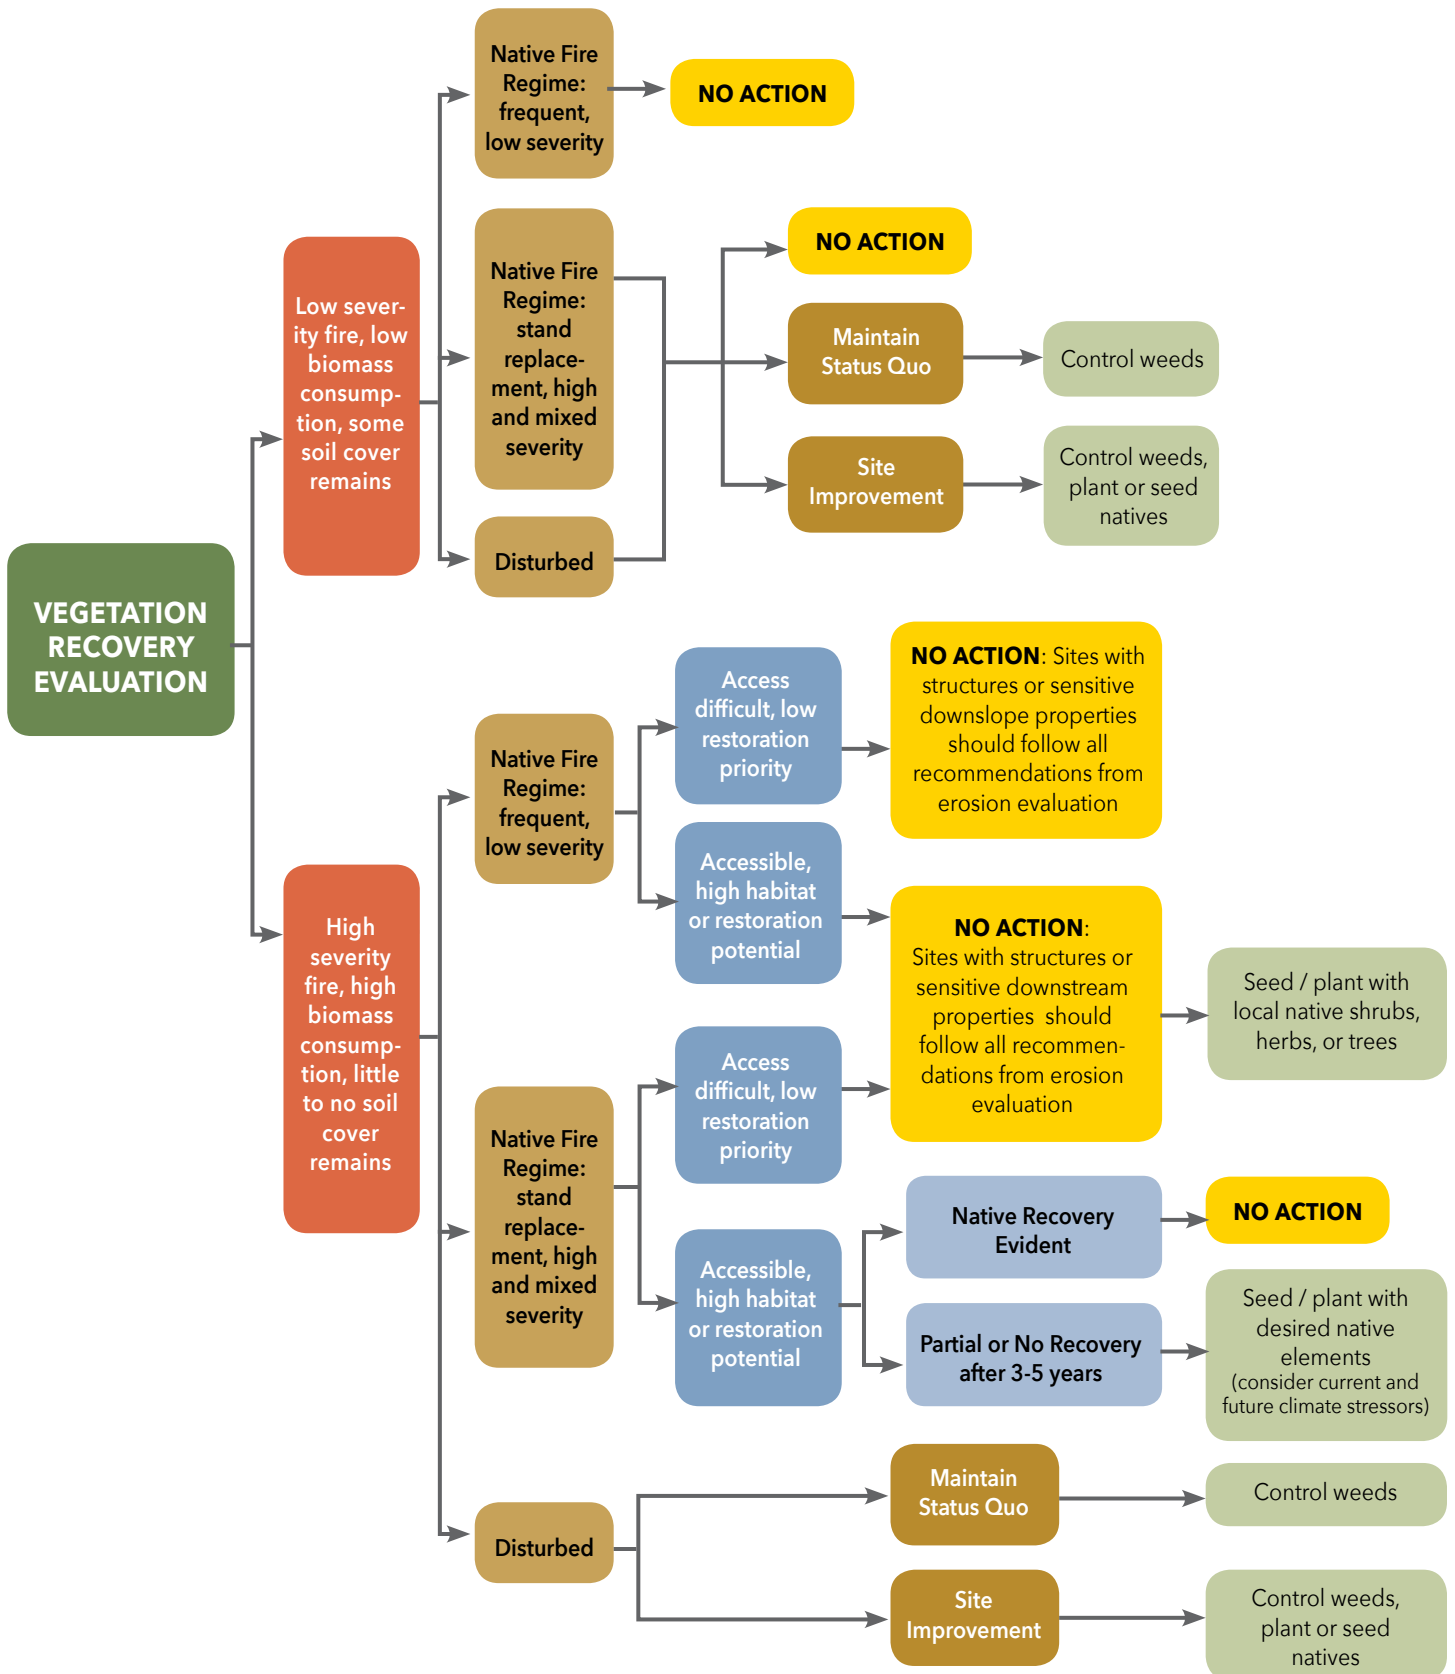 VEGETATION
RECOVERY
EVALUATION
Low sever-
ity fire, low
biomass
consump-
tion, some
soil cover
remains
Native Fire
Regime:
frequent,
low severity
NO ACTION
Native Fire
Regime:
stand
replace-
ment, high
and mixed
severity
Disturbed
NO ACTION
Maintain
Status Quo
Control weeds
Site
Improvement
Control weeds,
plant or seed
natives
High
severity
fire, high
biomass
consump-
tion, little
to no soil
cover
remains
Native Fire
Regime:
frequent,
low severity
Access
difficult, low
restoration
priority
NO ACTION: Sites with
structures or sensitive
downslope properties
should follow all
recommendations from
erosion evaluation
Accessible,
high habitat
or restoration
potential
NO ACTION:
Sites with structures or
sensitive downstream
properties should
follow all recommen-
dations from erosion
evaluation
Seed / plant with
local native shrubs,
herbs, or trees
Native Fire
Regime:
stand
replace-
ment, high
and mixed
severity
Access
difficult, low
restoration
priority
Accessible,
high habitat
or restoration
potential
Native Recovery
Evident
NO ACTION
Partial or No Recovery
after 3-5 years
Seed / plant with
desired native
elements
(consider current and
future climate stressors)
Disturbed
Maintain
Status Quo
Control weeds
Site
Improvement
Control weeds,
plant or seed
natives